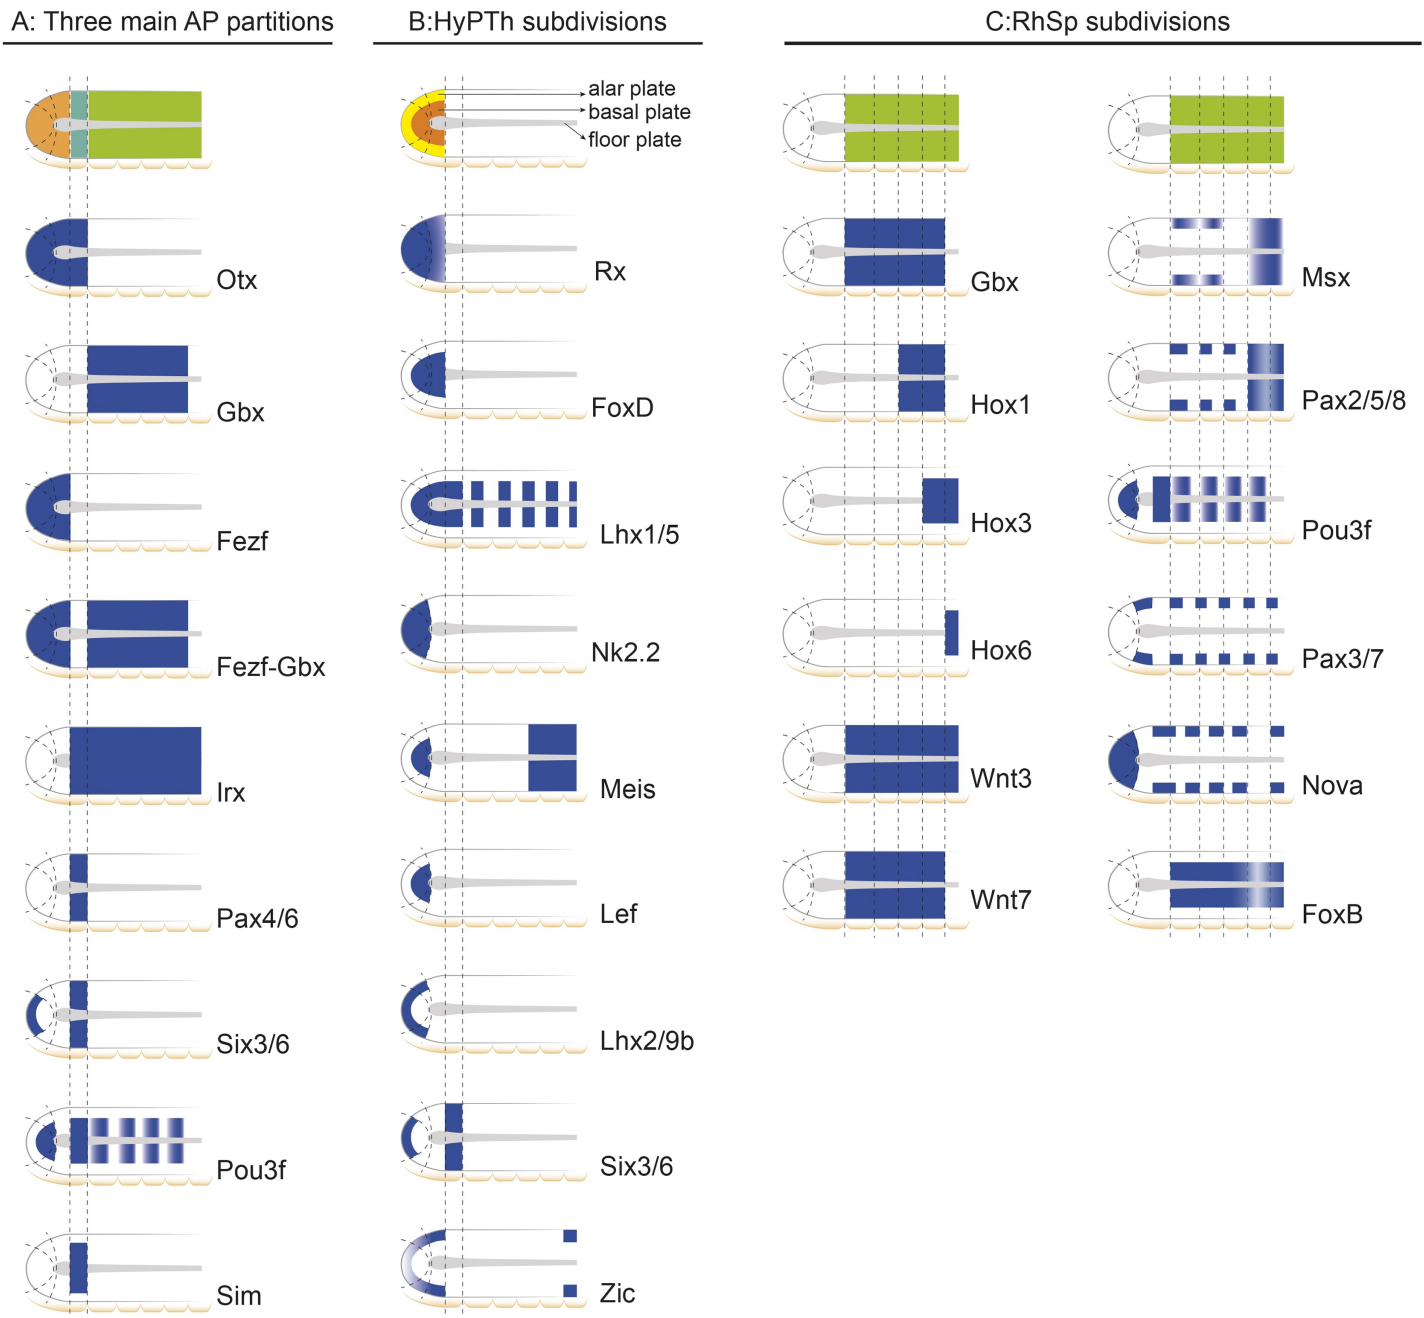 A: Three main AP partitions
Otx
Gbx
Fezf
Fezf-Gbx
Irx
Pax4/6
Six3/6
Pou3f
Sim
B:HyPTh subdivisions
alar plate
basal plate
floor plate
Rx
FoxD
Lhx1/5
Nk2.2
Meis
Lef
Lhx2/9b
Six3/6
Zic
C:RhSp subdivisions
Gbx
Hox1
Hox3
Hox6
Wnt3
Wnt7
Msx
Pax2/5/8
Pou3f
Pax3/7
Nova
FoxB